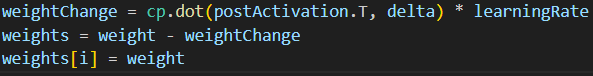 weightChange = cp.dot(postActivation.T, delta) * learningRate
weights = weight - weightChange
weights[i] = weight